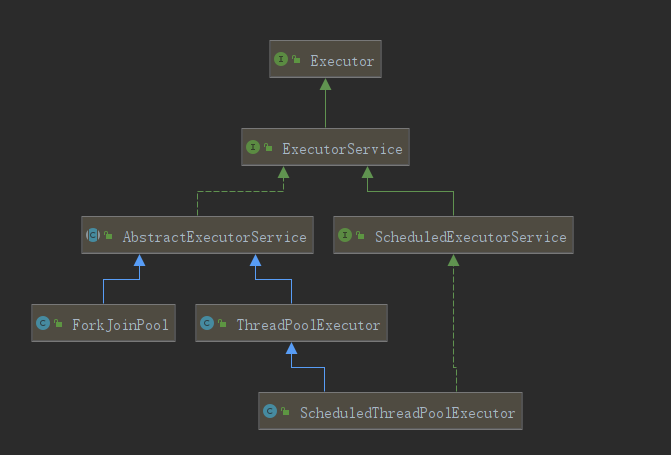 Executor
ExecutorService
AbstractExecutorService
ScheduledExecutorService
ForkJoinPool
ThreadPoolExecutor
ScheduledThreadPoolExecutor